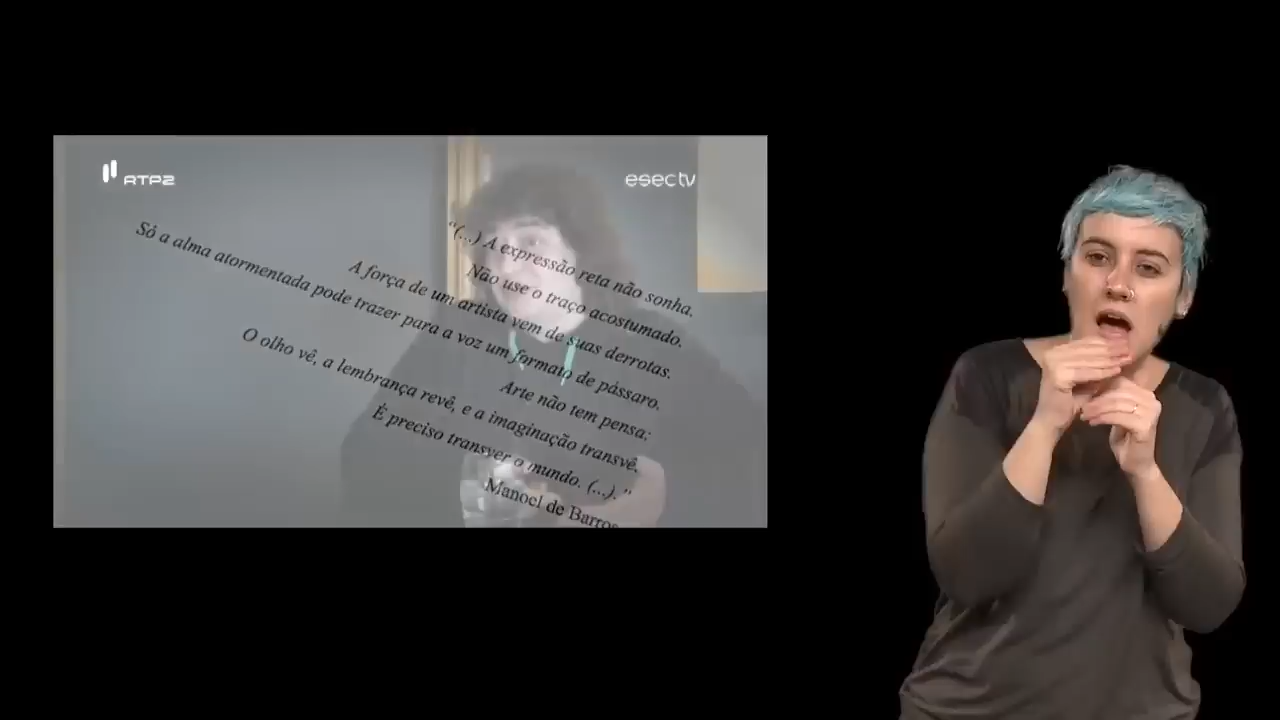 RTP2
esectv
"(...) A expressão reta não sonha.
Não use o traço acostumado.
A força de um artista vem de suas derrotas.
Só a alma atormentada pode trazer para a voz um formato de pássaro.
Arte não tem pensa:
O olho vê, a lembrança revê, e a imaginação transvê.
É preciso transver o mundo. (...)."
Manoel de Barros